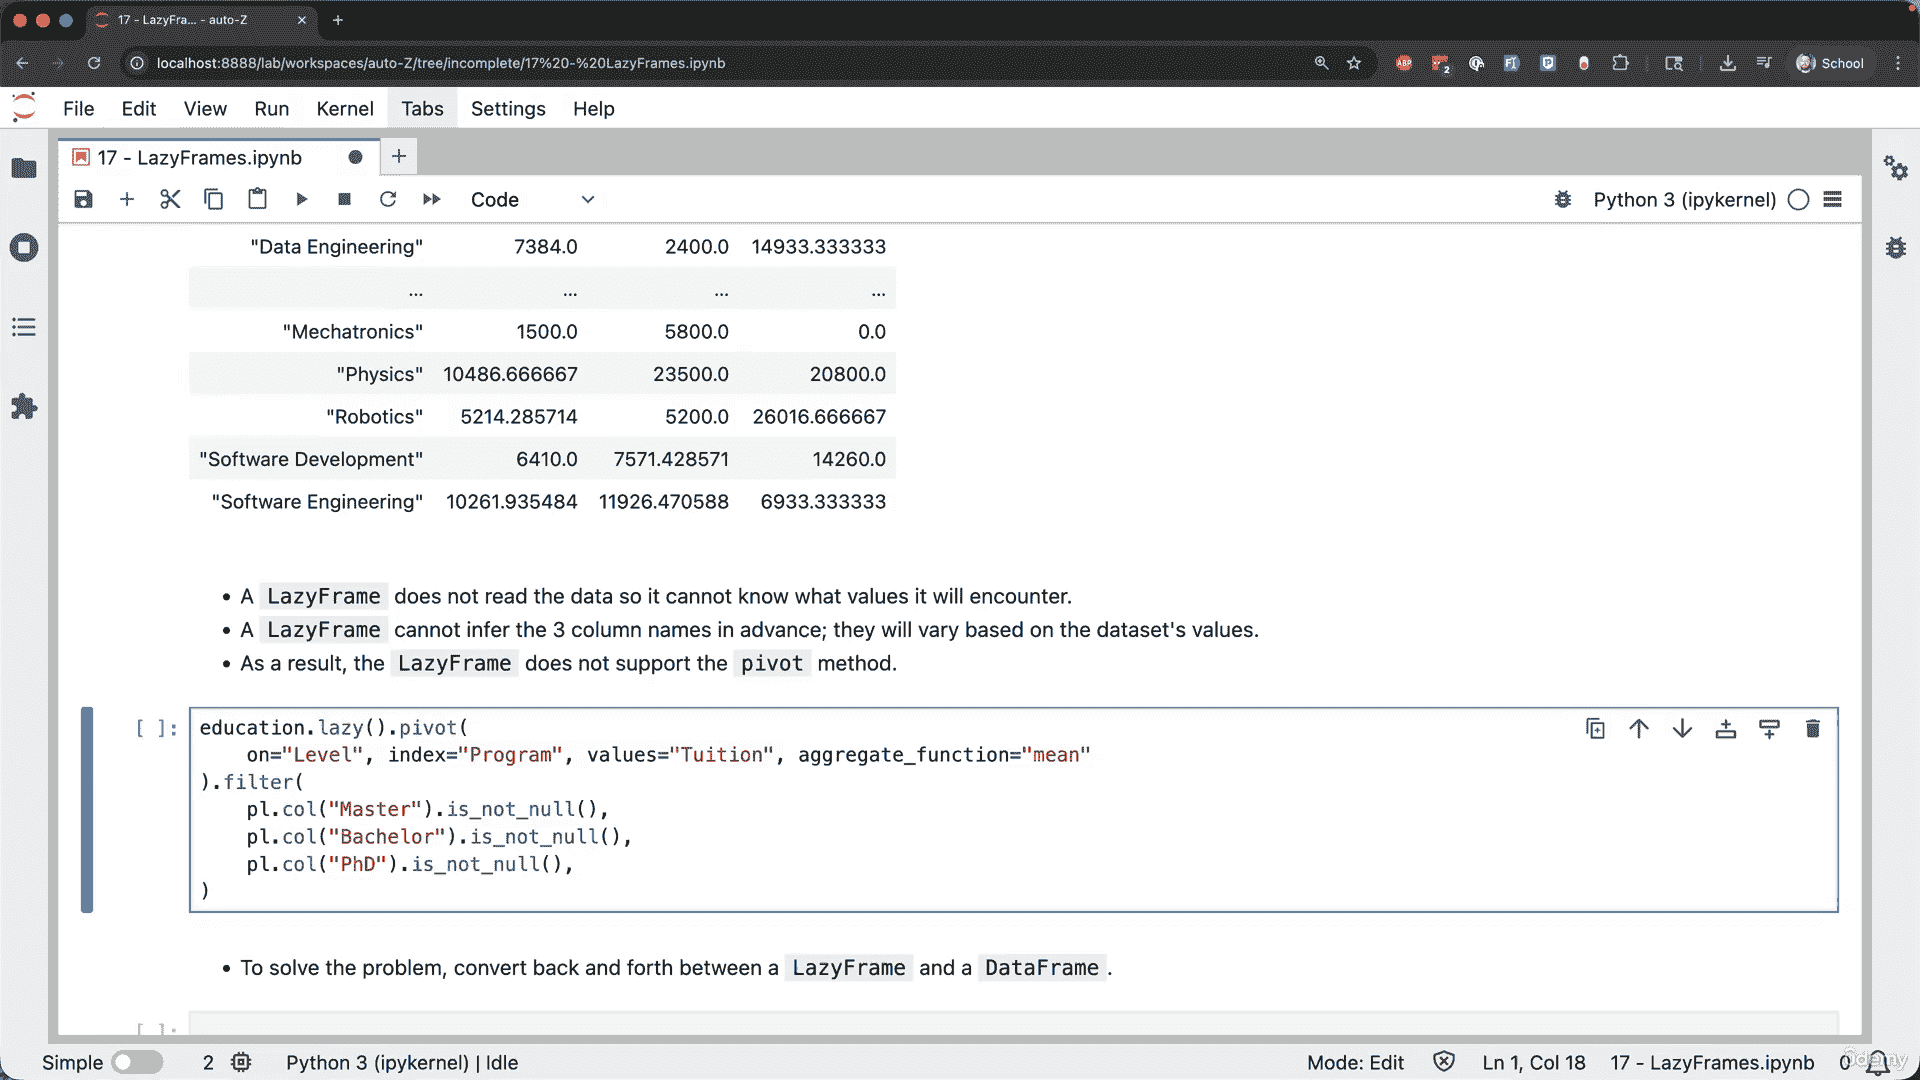 17 - LazyFra... - auto-Z
localhost:8888/lab/workspaces/auto-Z/tree/incomplete/17%20-%20LazyFrames.ipynb
ABP
2
School
File Edit View Run Kernel Tabs Settings Help
17 - LazyFrames.ipynb
Code
Python 3 (ipykernel)
"Data Engineering" 7384.0 2400.0 14933.333333
... ... ... ...
"Mechatronics" 1500.0 5800.0 0.0
"Physics" 10486.666667 23500.0 20800.0
"Robotics" 5214.285714 5200.0 26016.666667
"Software Development" 6410.0 7571.428571 14260.0
"Software Engineering" 10261.935484 11926.470588 6933.333333
• A LazyFrame does not read the data so it cannot know what values it will encounter.
• A LazyFrame cannot infer the 3 column names in advance; they will vary based on the dataset's values.
• As a result, the LazyFrame does not support the pivot method.
[ ]: education.lazy().pivot(
    on="Level", index="Program", values="Tuition", aggregate_function="mean"
).filter(
    pl.col("Master").is_not_null(),
    pl.col("Bachelor").is_not_null(),
    pl.col("PhD").is_not_null(),
)
• To solve the problem, convert back and forth between a LazyFrame and a DataFrame.
[ ]:
Simple 2 Python 3 (ipykernel) | Idle Mode: Edit Ln 1, Col 18 17 - LazyFrames.ipynb 0
udemy